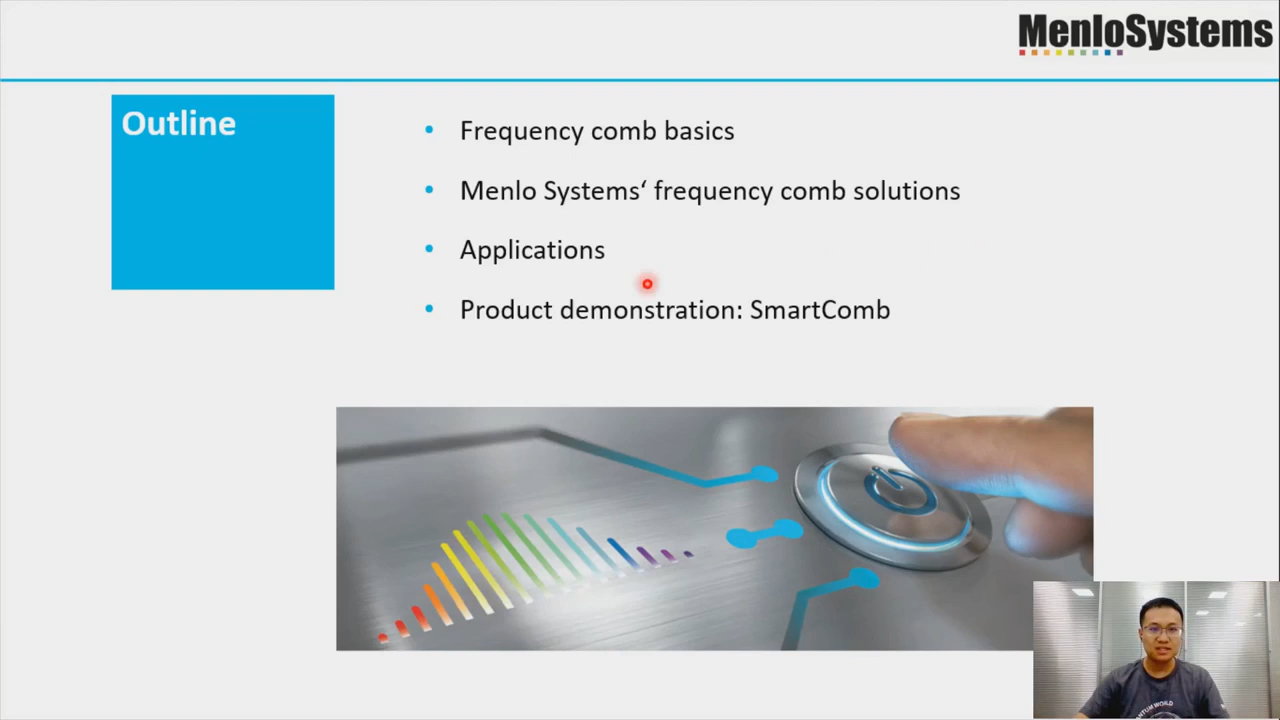 MenloSystems
Outline
• Frequency comb basics
• Menlo Systems‘ frequency comb solutions
• Applications
• Product demonstration: SmartComb